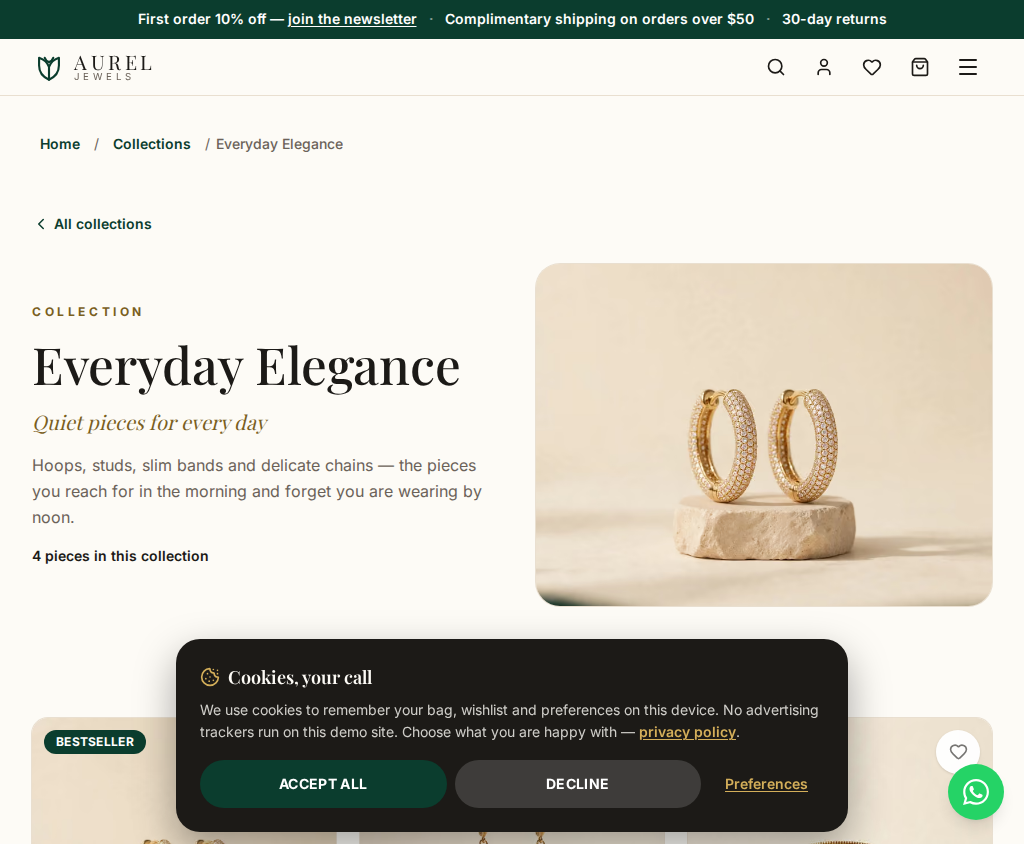 First order 10% off — join the newsletter · Complimentary shipping on orders over $50 · 30-day returns
AUREL
JEWELS
Home / Collections / Everyday Elegance
All collections
COLLECTION
Everyday Elegance
Quiet pieces for every day
Hoops, studs, slim bands and delicate chains — the pieces
you reach for in the morning and forget you are wearing by
noon.
4 pieces in this collection
Cookies, your call
We use cookies to remember your bag, wishlist and preferences on this device. No advertising
trackers run on this demo site. Choose what you are happy with — privacy policy.
BESTSELLER
ACCEPT ALL DECLINE Preferences